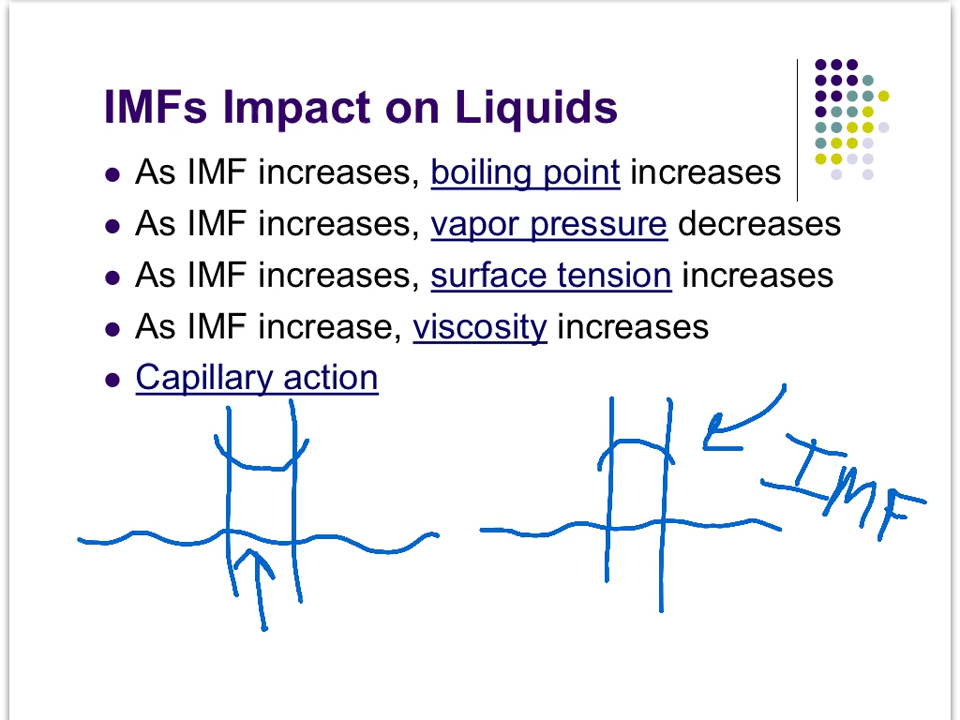 IMFs Impact on Liquids
As IMF increases, boiling point increases
As IMF increases, vapor pressure decreases
As IMF increases, surface tension increases
As IMF increase, viscosity increases
Capillary action
IMF